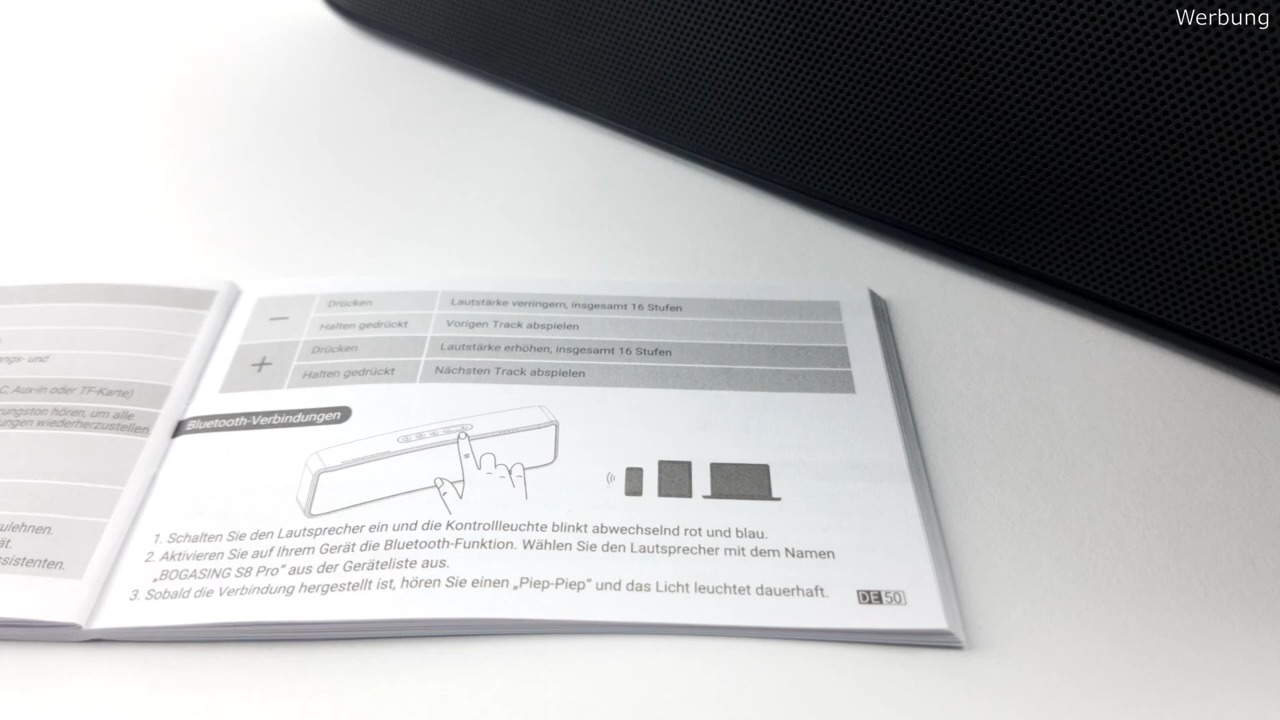 Werbung
Drücken
Lautstärke verringern, insgesamt 16 Stufen
−
Halten gedrückt
Vorigen Track abspielen
Drücken
Lautstärke erhöhen, insgesamt 16 Stufen
+
Halten gedrückt
Nächsten Track abspielen
ngs- und
C, Aux-in oder TF-Karte)
rungston hören, um alle
ungen wiederherzustellen
ulehnen.
ät.
ssistenten.
Bluetooth-Verbindungen
1. Schalten Sie den Lautsprecher ein und die Kontrollleuchte blinkt abwechselnd rot und blau.
2. Aktivieren Sie auf Ihrem Gerät die Bluetooth-Funktion. Wählen Sie den Lautsprecher mit dem Namen
„BOGASING S8 Pro“ aus der Geräteliste aus.
3. Sobald die Verbindung hergestellt ist, hören Sie einen „Piep-Piep“ und das Licht leuchtet dauerhaft.
DE 50